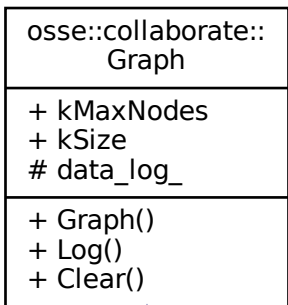 osse::collaborate::
Graph
+ kMaxNodes
+ kSize
# data_log_
+ Graph()
+ Log()
+ Clear()